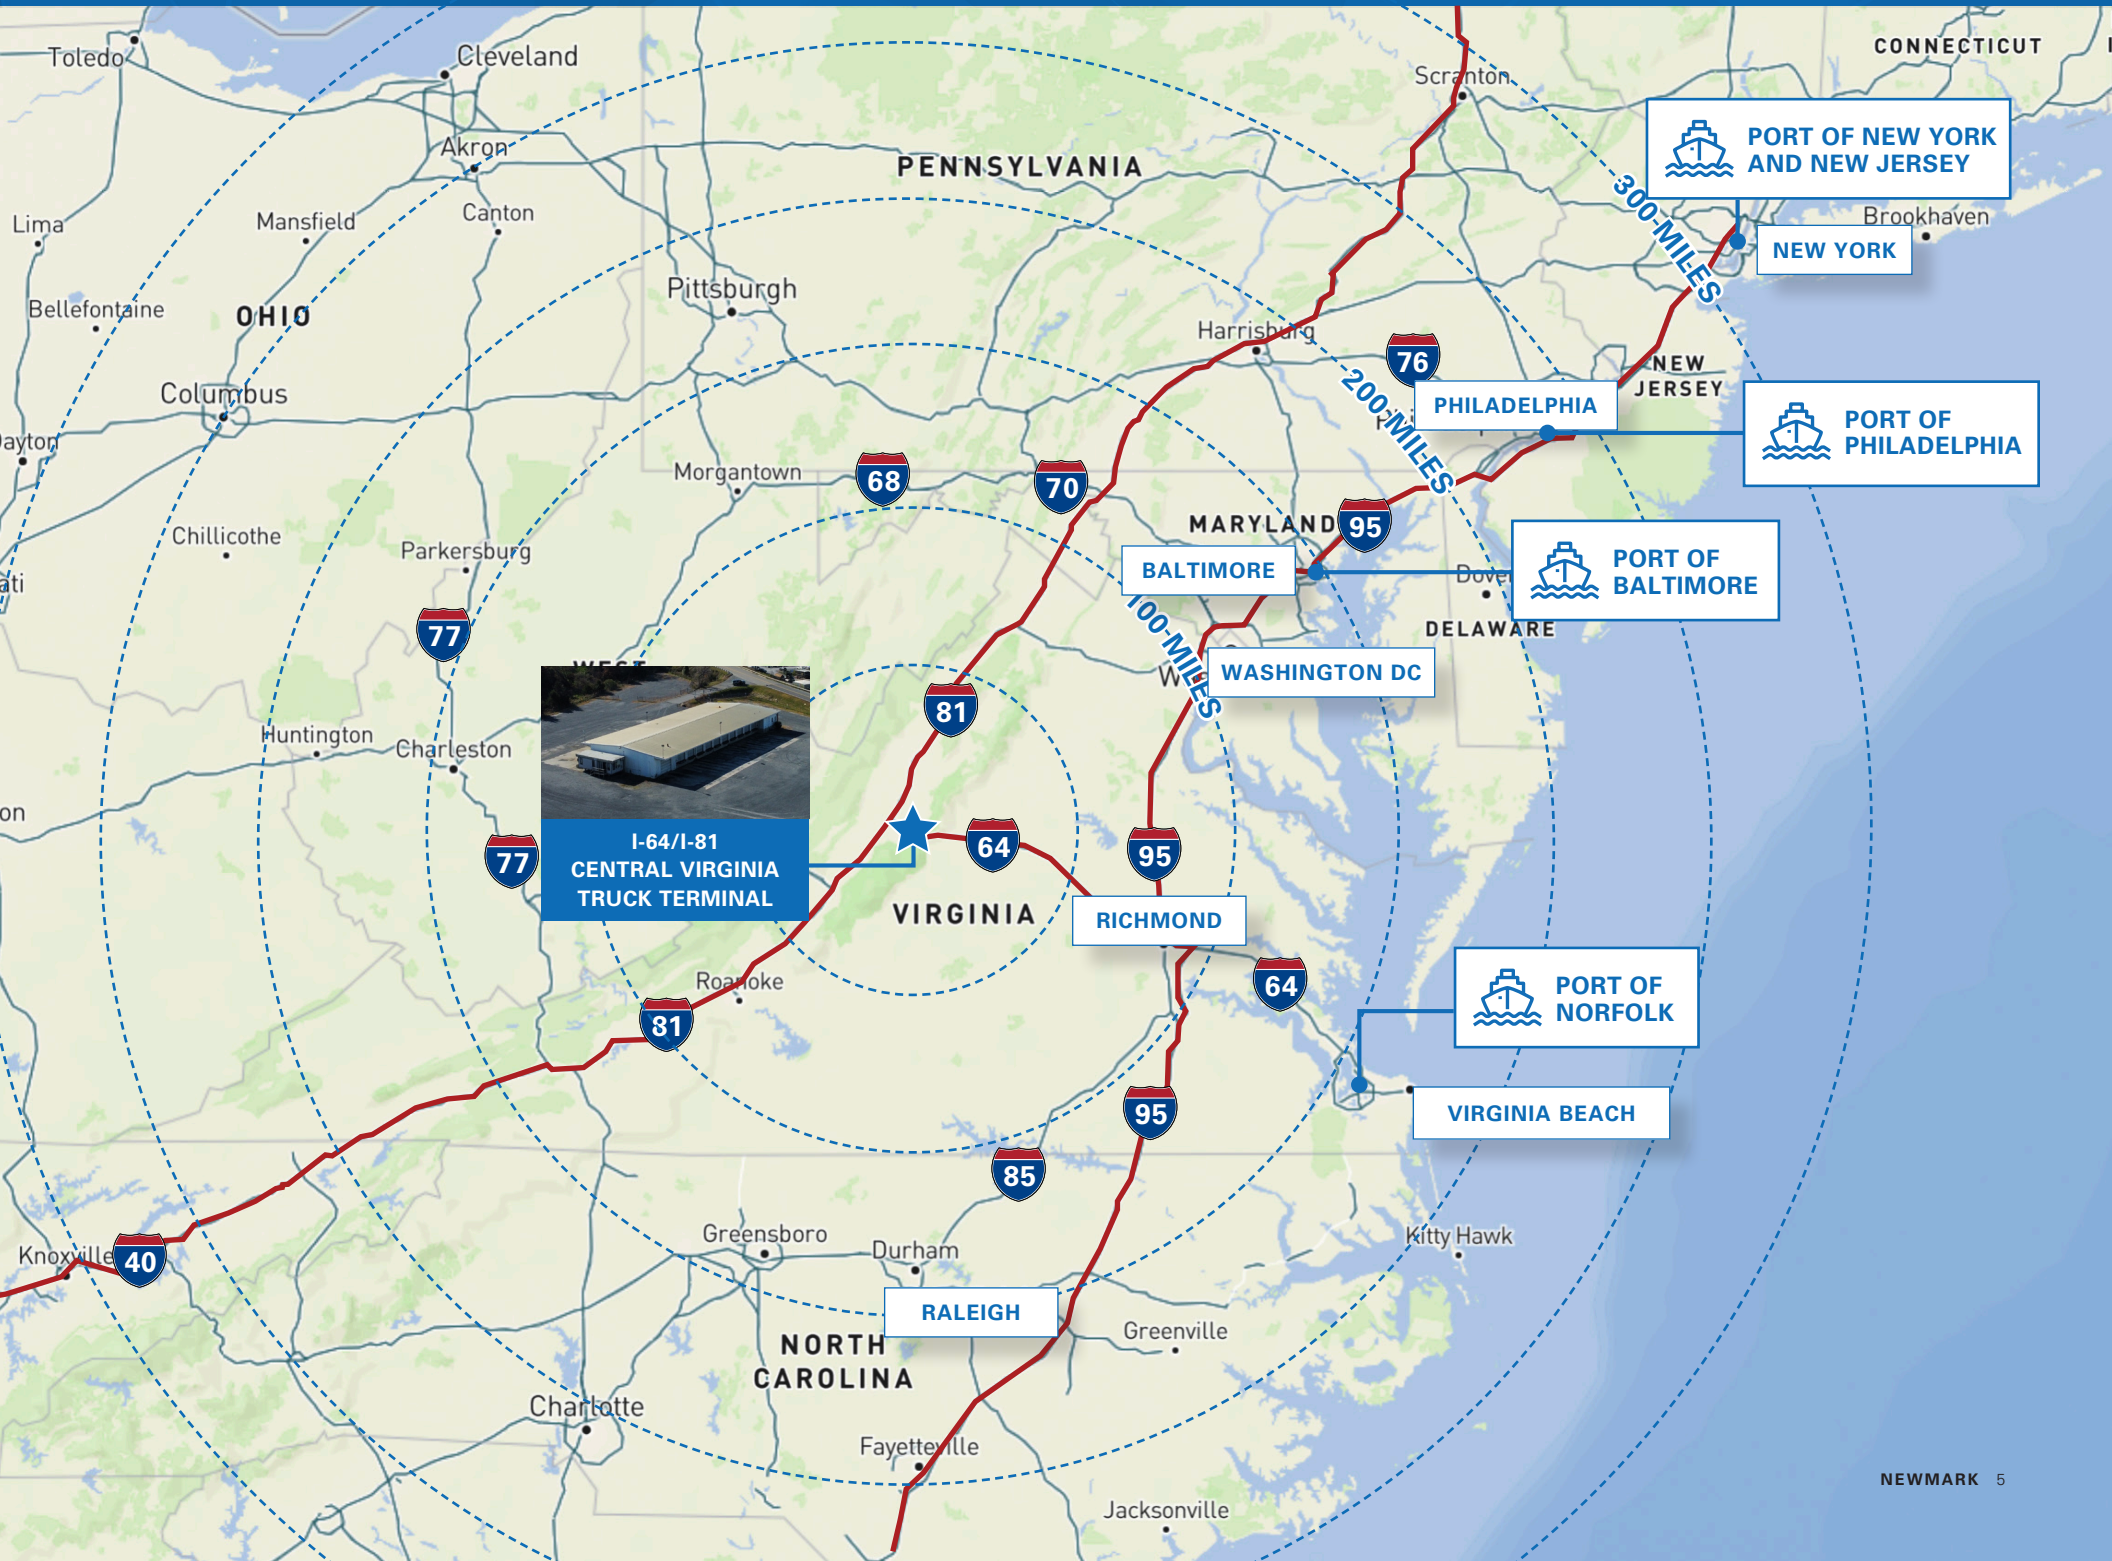 Toledo
Cleveland
CONNECTICUT
Scranton
Akron
PENNSYLVANIA
PORT OF NEW YORK
AND NEW JERSEY
Lima
Mansfield
Canton
300 MILES
Brookhaven
NEW YORK
Pittsburgh
Bellefontaine
OHIO
Harrisburg
76
NEW
JERSEY
Columbus
200 MILES
PHILADELPHIA
PORT OF
PHILADELPHIA
Dayton
Morgantown
68
70
MARYLAND
95
Chillicothe
Parkersburg
BALTIMORE
PORT OF
BALTIMORE
Dover
100 MILES
77
DELAWARE
WEST
WASHINGTON DC
81
Huntington
Charleston
I-64/I-81
CENTRAL VIRGINIA
TRUCK TERMINAL
64
95
77
VIRGINIA
RICHMOND
Roanoke
64
PORT OF
NORFOLK
81
95
VIRGINIA BEACH
85
Knoxville
40
Greensboro
Durham
Kitty Hawk
RALEIGH
NORTH
CAROLINA
Greenville
Charlotte
Fayetteville
NEWMARK 5
Jacksonville